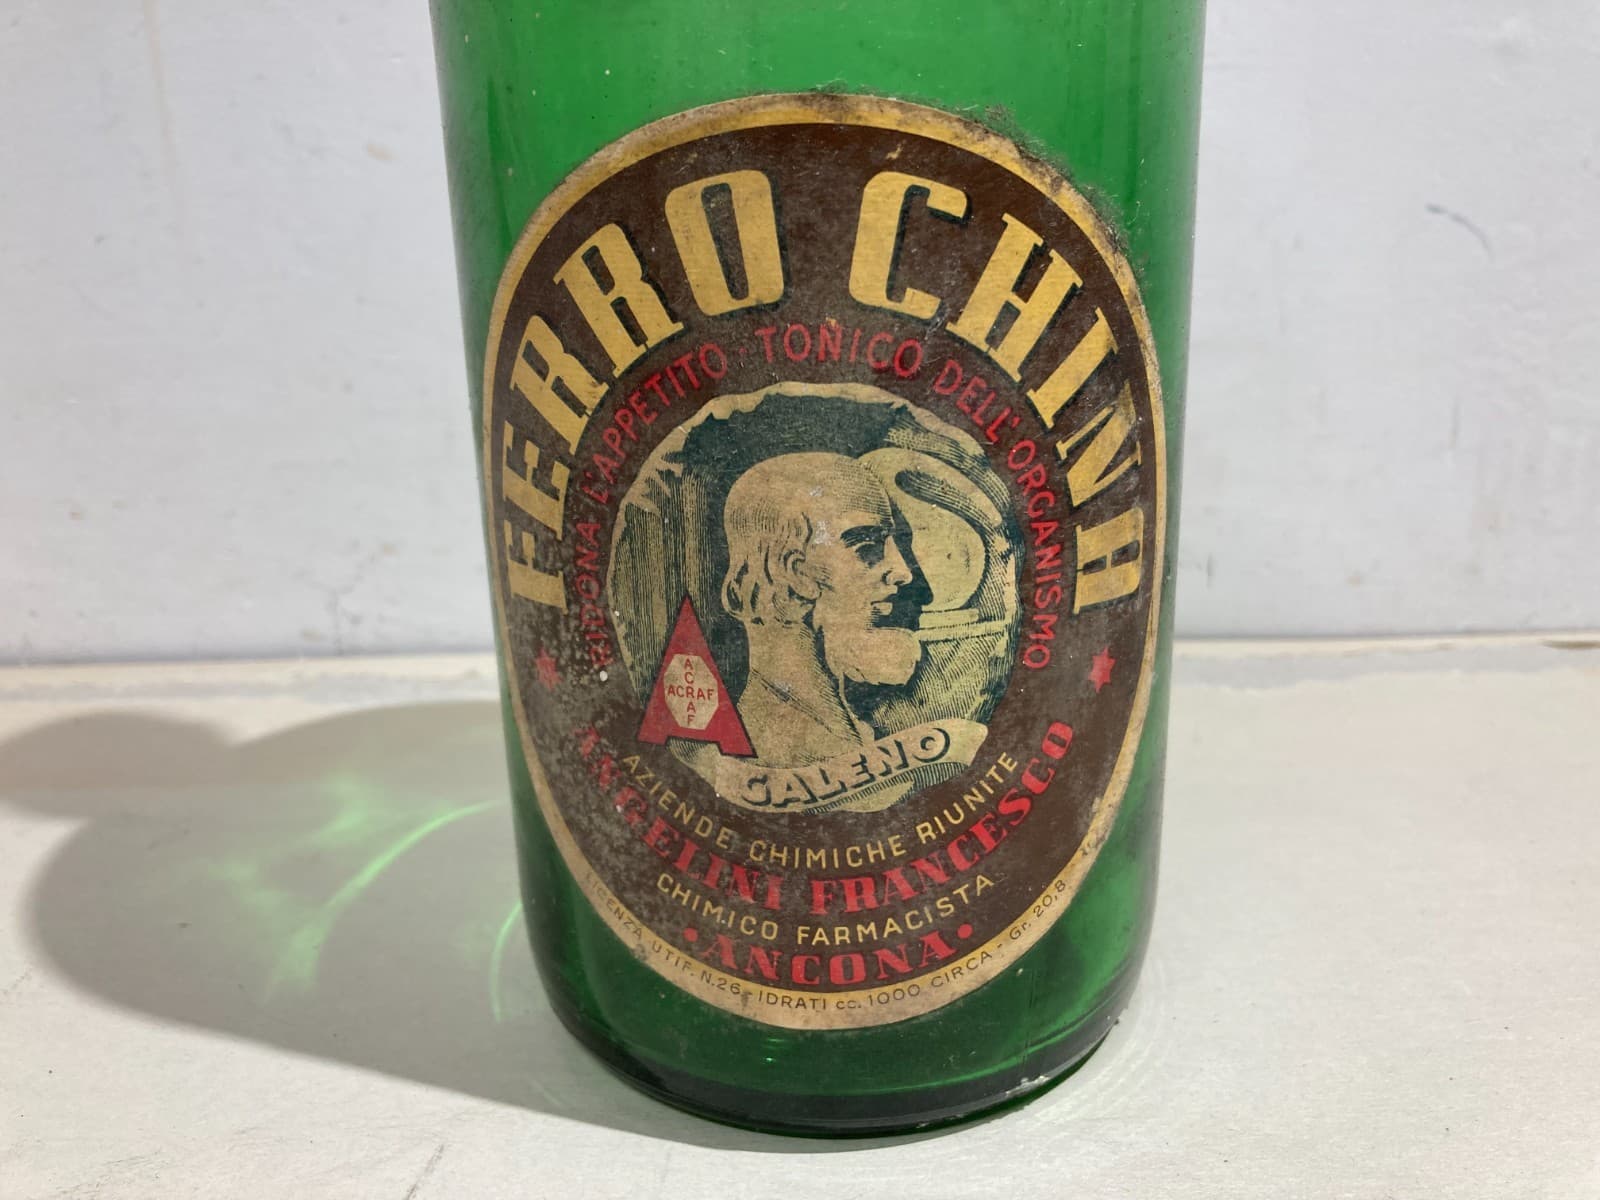 FERRO CHINA
RIDONA L'APPETITO - TONICO DELL'ORGANISMO
ACRAF
ACRAF
GALENO
AZIENDE CHIMICHE RIUNITE
ANGELINI FRANCESCO
CHIMICO FARMACISTA
• ANCONA •
LICENZA UTIF. N.26 - IDRATI cc. 1000 CIRCA - Gr. 20,8